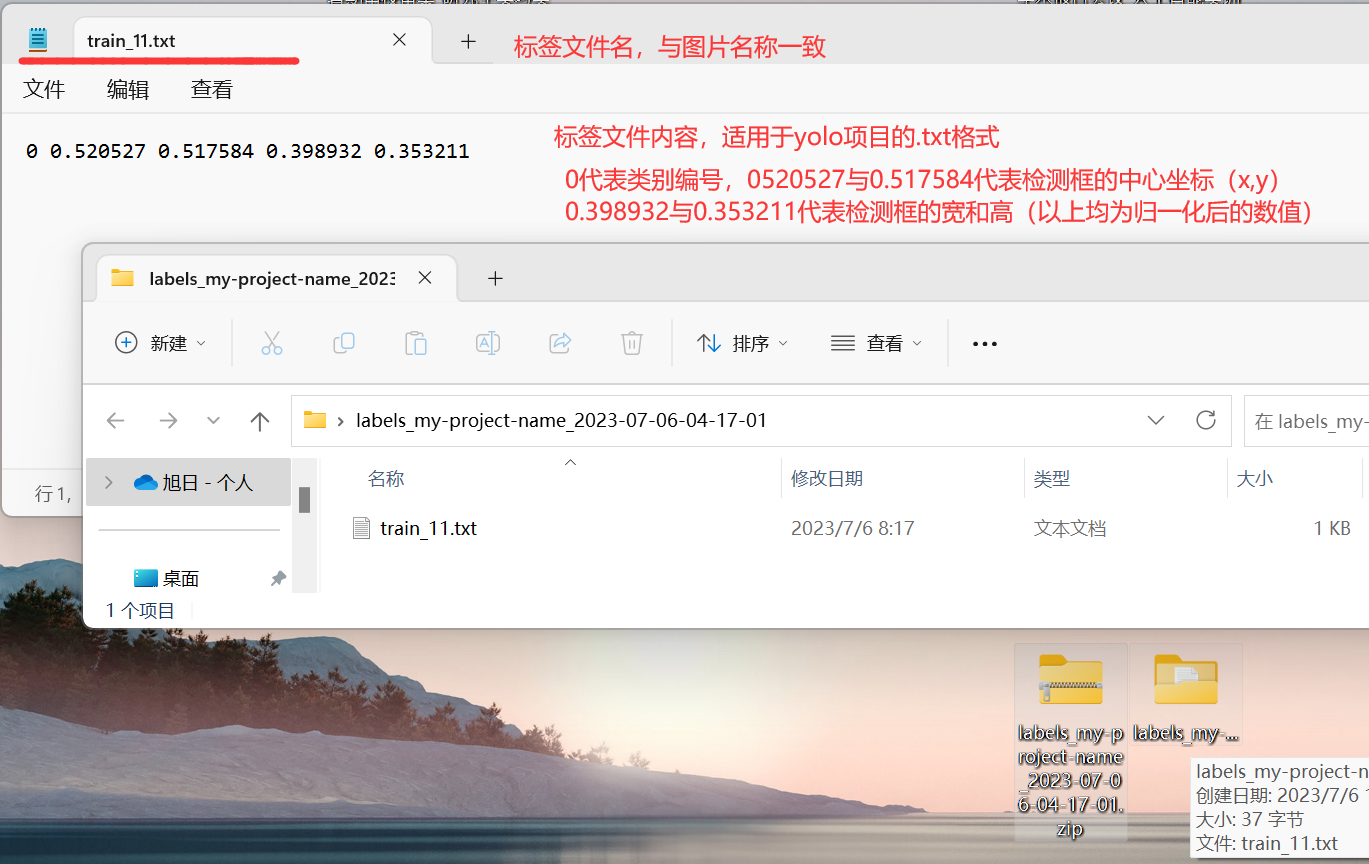 train_11.txt
标签文件名，与图片名称一致
文件 编辑 查看
0 0.520527 0.517584 0.398932 0.353211
标签文件内容，适用于yolo项目的.txt格式
0代表类别编号，0520527与0.517584代表检测框的中心坐标（x,y）
0.398932与0.353211代表检测框的宽和高（以上均为归一化后的数值）
行 1,
labels_my-project-name_2023
新建 排序 查看
labels_my-project-name_2023-07-06-04-17-01
在 labels_my-
名称 修改日期 类型 大小
旭日 - 个人
train_11.txt 2023/7/6 8:17 文本文档 1 KB
桌面
1 个项目
labels_my-p
roject-name
_2023-07-0
6-04-17-01.
zip
labels_my-...
labels_my-project-n
创建日期: 2023/7/6
大小: 37 字节
文件: train_11.txt